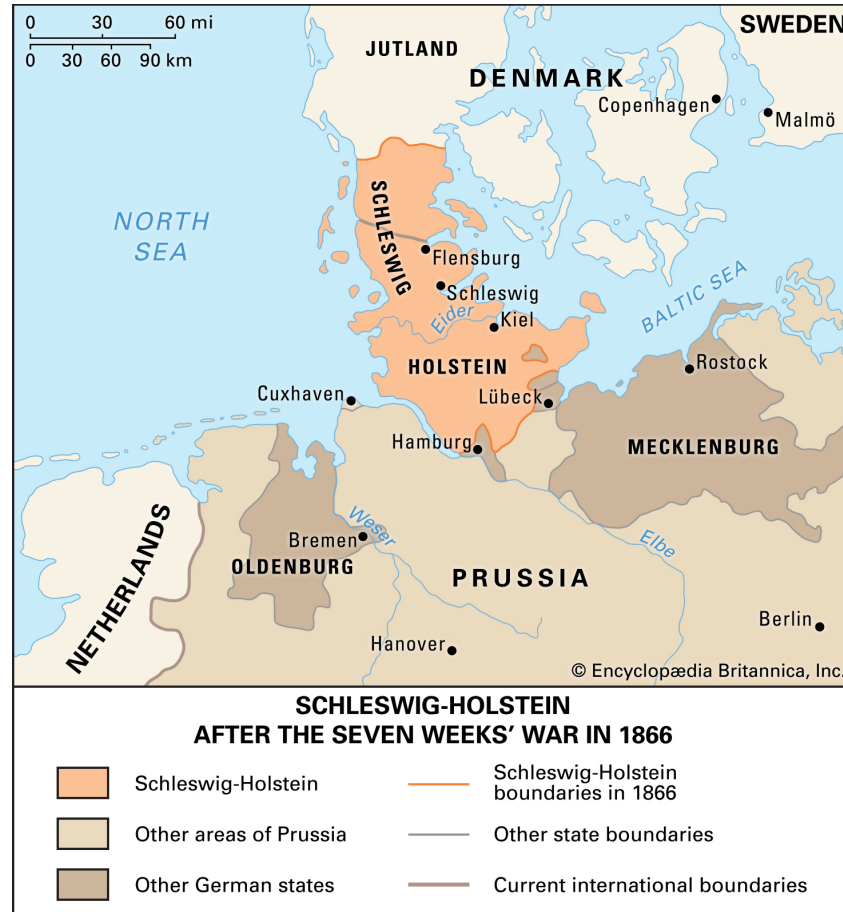 0 30 60 mi
0 30 60 90 km
JUTLAND
SWEDEN
DENMARK
Copenhagen
Malmö
NORTH
SEA
SCHLESWIG
Flensburg
Schleswig
Eider
Kiel
BALTIC SEA
HOLSTEIN
Rostock
Cuxhaven
Lübeck
Hamburg
MECKLENBURG
NETHERLANDS
Weser
Bremen
Elbe
OLDENBURG
PRUSSIA
Berlin
Hanover
© Encyclopædia Britannica, Inc.
SCHLESWIG-HOLSTEIN
AFTER THE SEVEN WEEKS’ WAR IN 1866
Schleswig-Holstein
Other areas of Prussia
Other German states
Schleswig-Holstein
boundaries in 1866
Other state boundaries
Current international boundaries